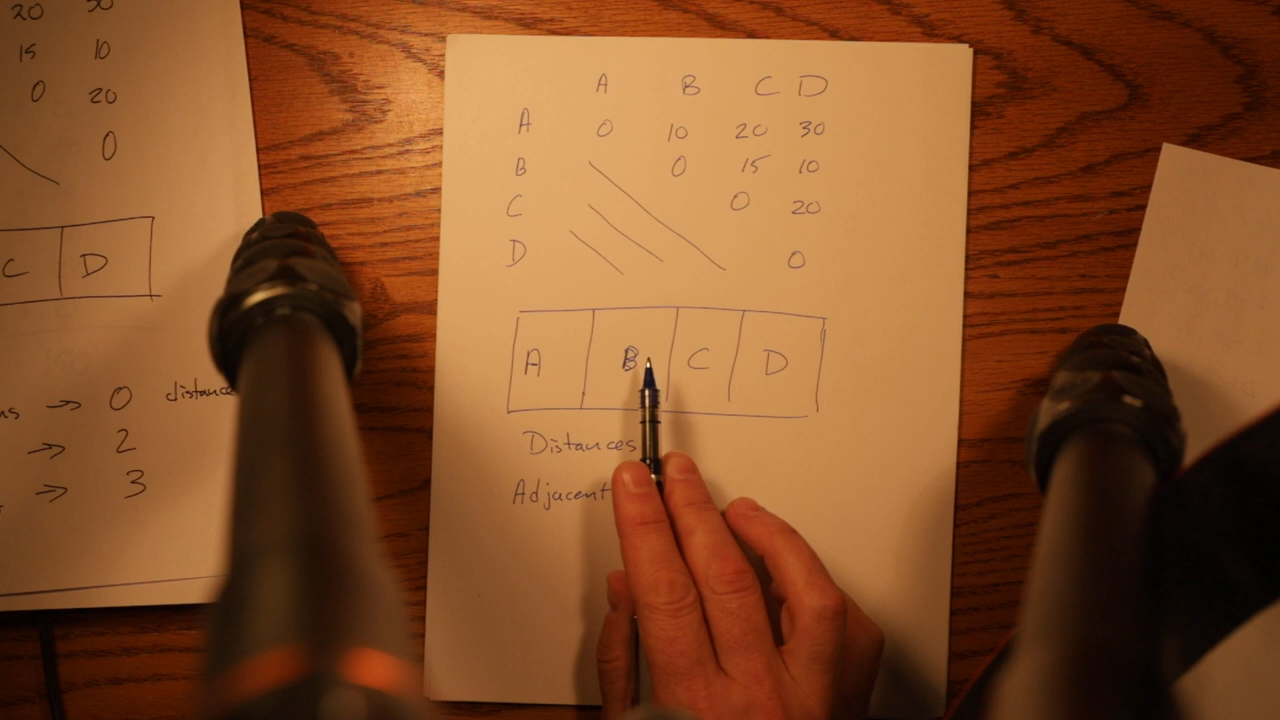 20 30
15 10
0 20
0
C D
ns → 0 distance
→ 2
→ 3
A B C D
A 0 10 20 30
B 0 15 10
C 0 20
D 0
A B C D
Distances
Adjacent